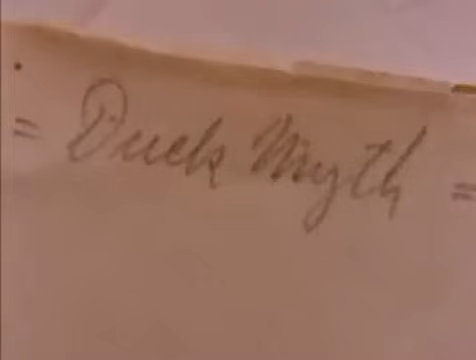 = Duck Myth =